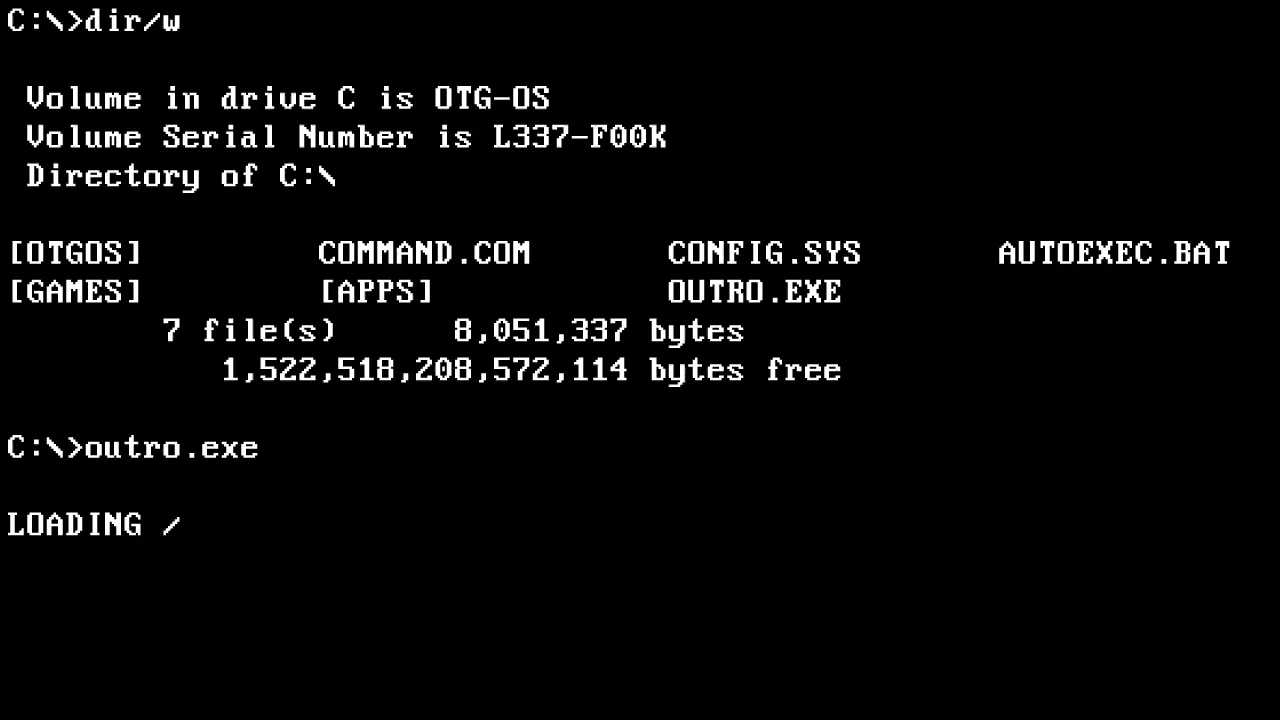 C:\>dir/w
Volume in drive C is OTG-OS
Volume Serial Number is L337-F00K
Directory of C:\
[OTGOS] COMMAND.COM CONFIG.SYS AUTOEXEC.BAT
[GAMES] [APPS] OUTRO.EXE
7 file(s) 8,051,337 bytes
1,522,518,208,572,114 bytes free
C:\>outro.exe
LOADING /